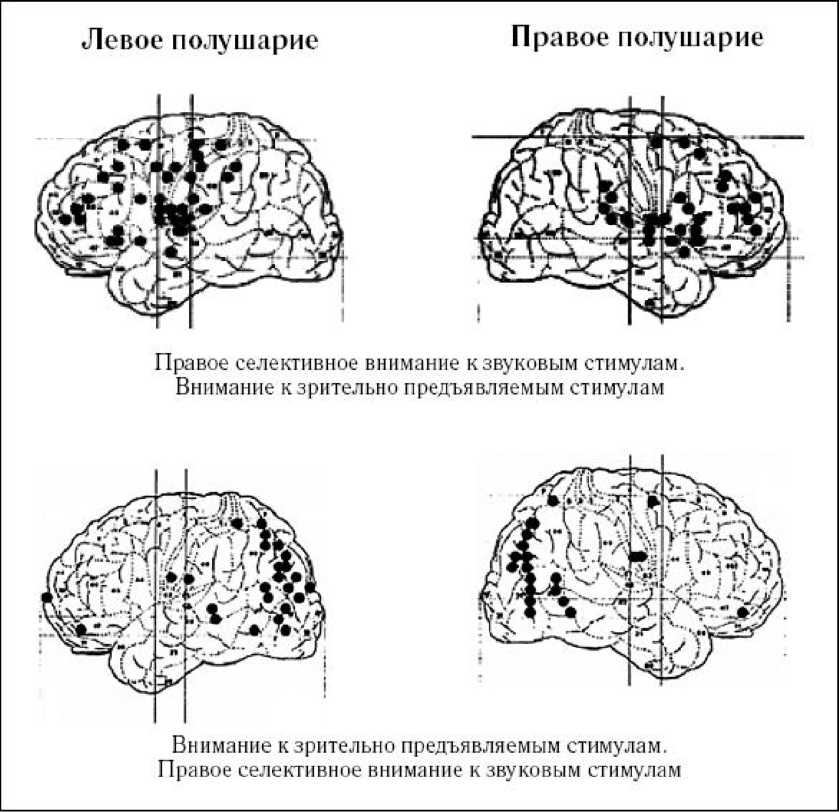 Левое полушарие
Правое полушарие
Правое селективное внимание к звуковым стимулам.
Внимание к зрительно предъявляемым стимулам
Внимание к зрительно предъявляемым стимулам.
Правое селективное внимание к звуковым стимулам